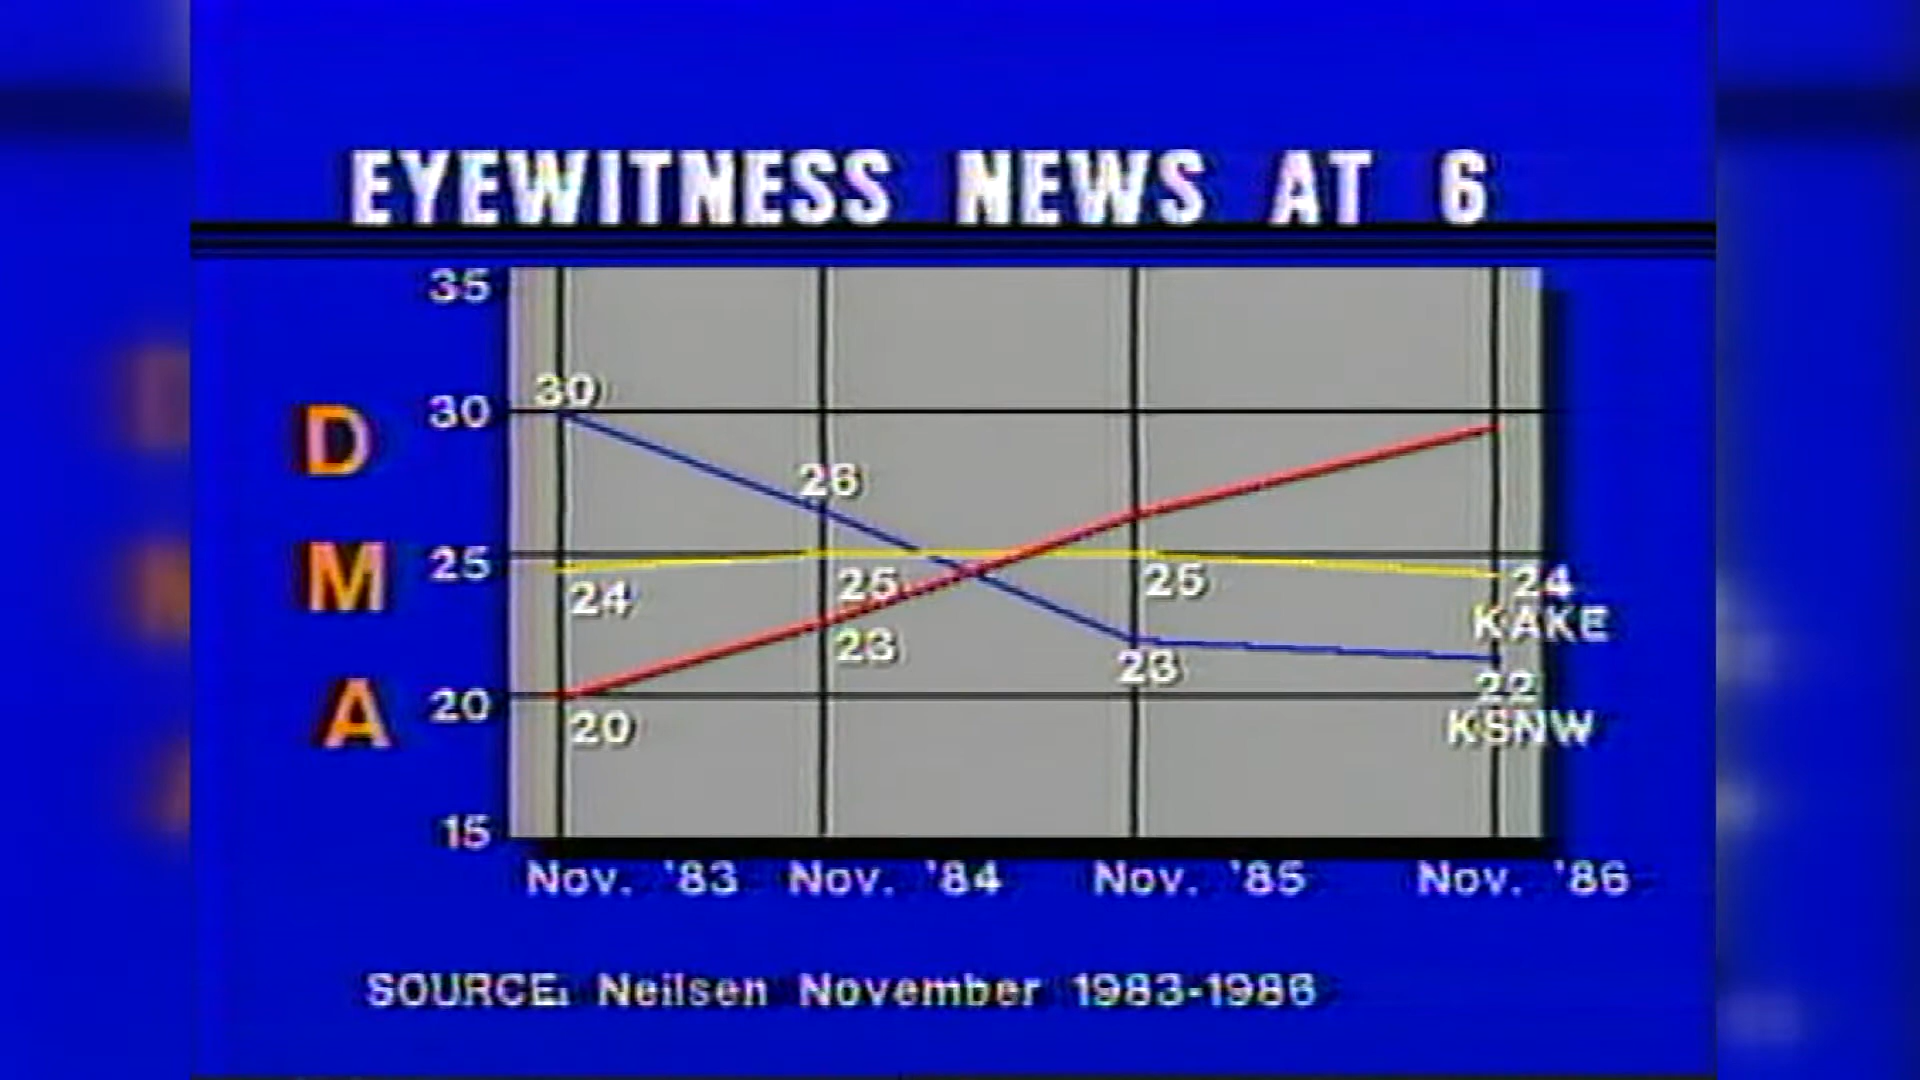 EYEWITNESS NEWS AT 6
35
30
25
20
15
D
M
A
30
26
24
25
25
24
KAKE
23
23
22
KSNW
20
Nov. '83 Nov. '84 Nov. '85 Nov. '86
SOURCE: Neilsen November 1983-1986